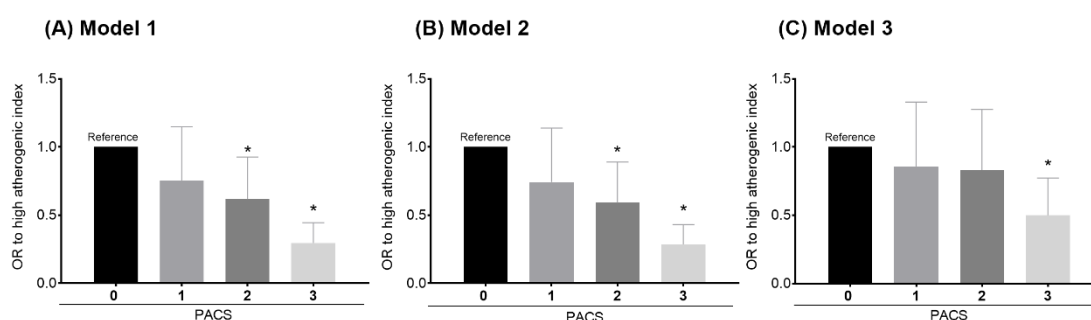 (A) Model 1
OR to high atherogenic index
1.5
1.0
0.5
0.0
Reference
*
*
0 1 2 3
PACS
(B) Model 2
OR to high atherogenic index
1.5
1.0
0.5
0.0
Reference
*
*
0 1 2 3
PACS
(C) Model 3
OR to high atherogenic index
1.5
1.0
0.5
0.0
Reference
*
0 1 2 3
PACS